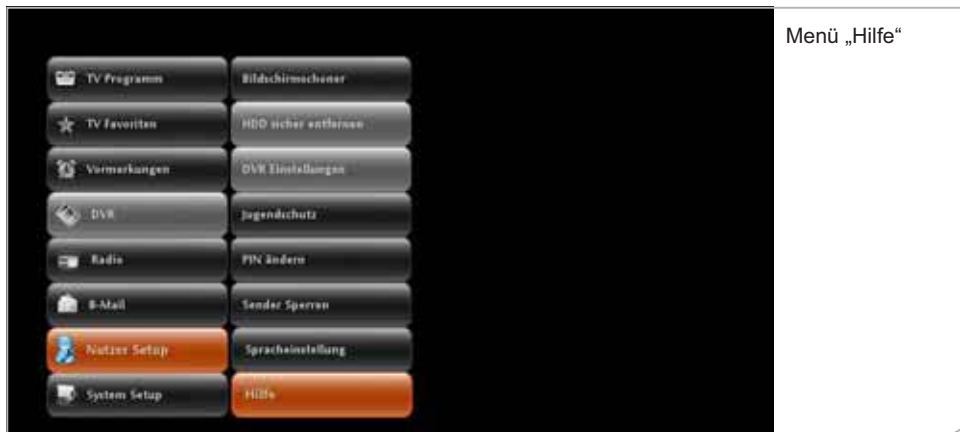 Menü „Hilfe“
TV Programm
TV Favoriten
Vormerkungen
DVR
Radio
B-Mail
Nutzer Setup
System Setup
Bildschirmschoner
HDD sicher entfernen
DVR Einstellungen
Jugendschutz
PIN ändern
Sender Sperren
Spracheinstellung
Hilfe